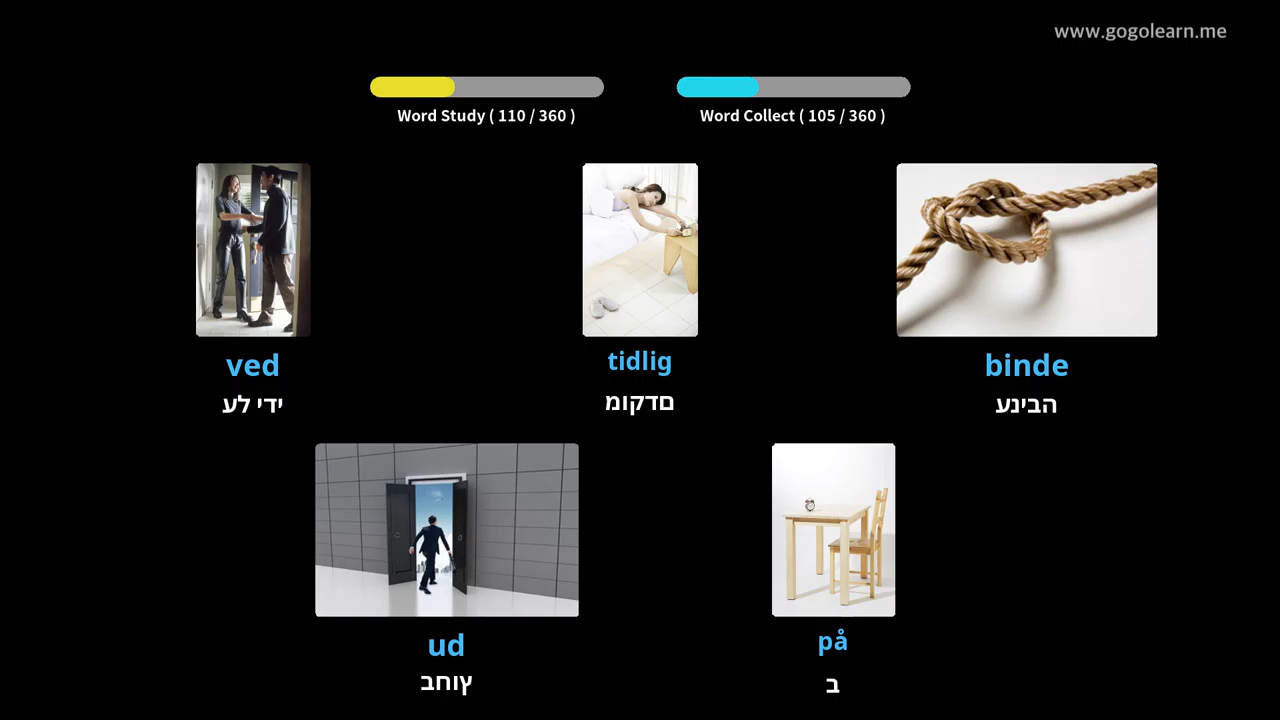 www.gogolearn.me
Word Study ( 110 / 360 )
Word Collect ( 105 / 360 )
ved
ידי לע
tidlig
םדקומ
binde
הבינע
ud
ץוחב
på
ב